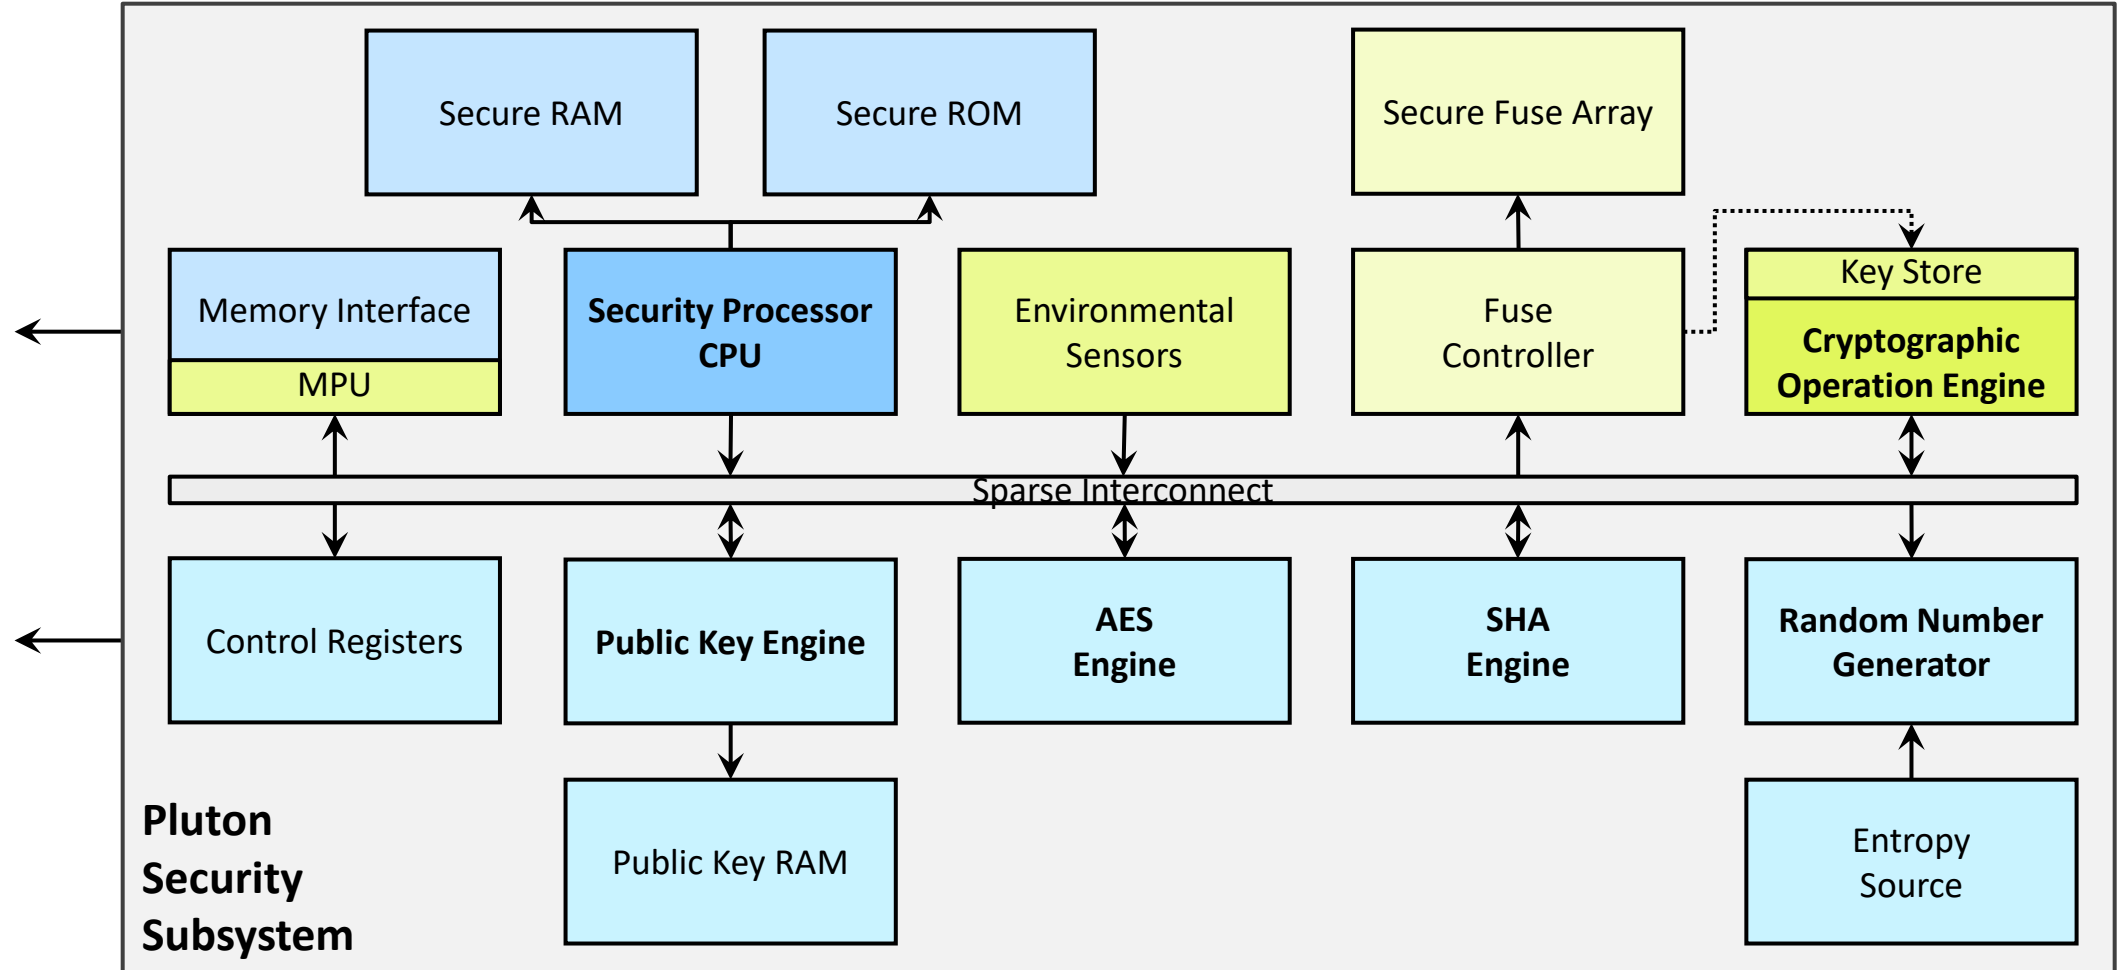 Secure RAM
Secure ROM
Secure Fuse Array
Memory Interface
MPU
Security Processor
CPU
Environmental
Sensors
Fuse
Controller
Key Store
Cryptographic
Operation Engine
Sparse Interconnect
Control Registers
Public Key Engine
AES
Engine
SHA
Engine
Random Number
Generator
Pluton
Security
Subsystem
Public Key RAM
Entropy
Source